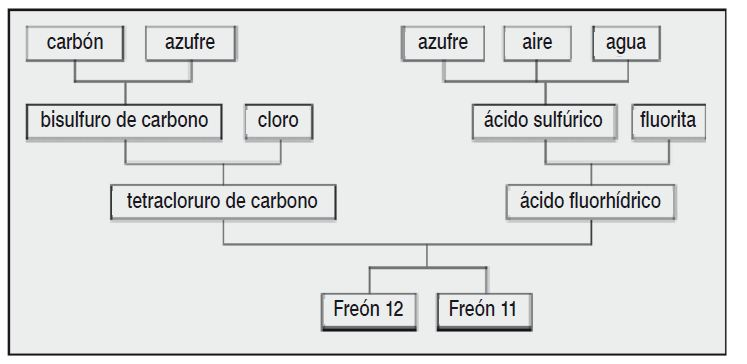 carbón
azufre
azufre
aire
agua
bisulfuro de carbono
cloro
ácido sulfúrico
fluorita
tetracloruro de carbono
ácido fluorhídrico
Freón 12
Freón 11